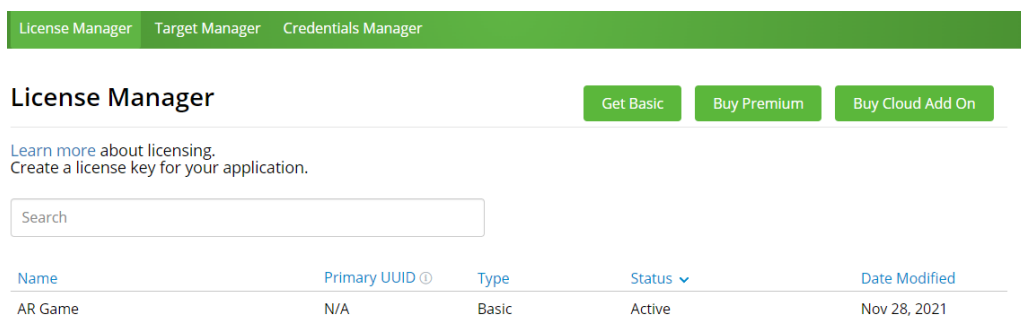 License Manager Target Manager Credentials Manager
License Manager Get Basic Buy Premium Buy Cloud Add On
Learn more about licensing.
Create a license key for your application.
Search
Name Primary UUID Type Status Date Modified
AR Game N/A Basic Active Nov 28, 2021